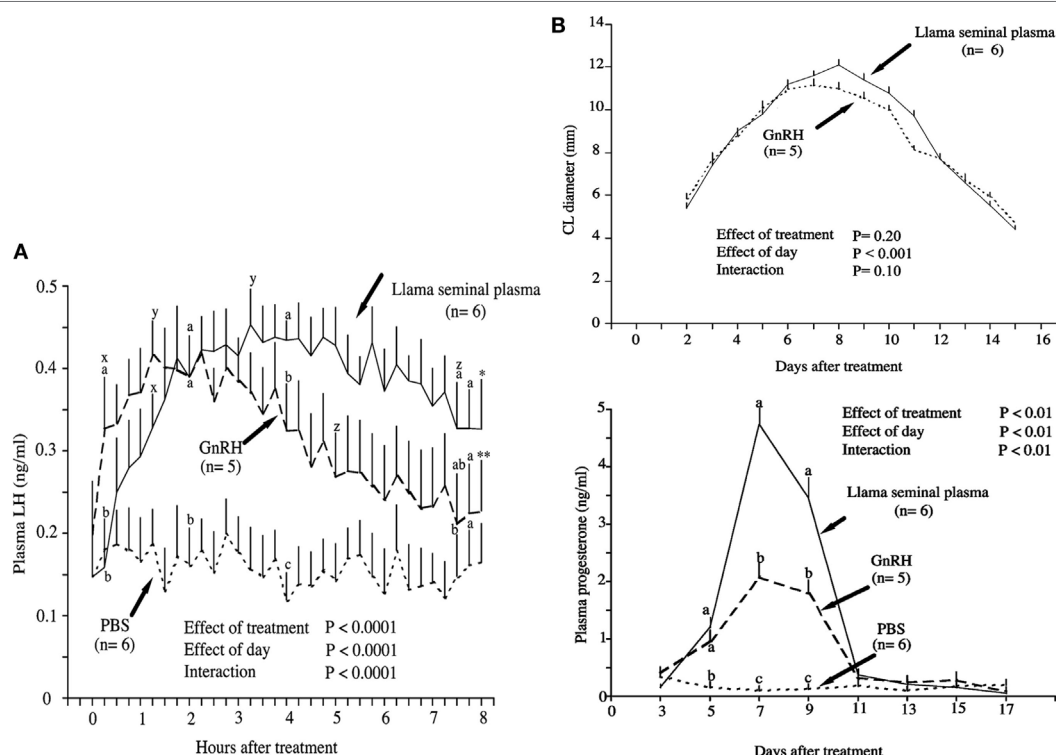 A
0.5
0.4
0.3
0.2
0.1
0
Plasma LH (ng/ml)
0 1 2 3 4 5 6 7 8
Hours after treatment
Llama seminal plasma
(n= 6)
GnRH
(n= 5)
PBS
(n= 6)
x
a
y
x
a
a
y
a
b
z
z
a
a
*
ab
a
**
b
a
b
b
b
c
Effect of treatment P < 0.0001
Effect of day P < 0.0001
Interaction P < 0.0001
B
14
12
10
8
6
4
2
0
CL diameter (mm)
Llama seminal plasma
(n= 6)
GnRH
(n= 5)
Effect of treatment P= 0.20
Effect of day P < 0.001
Interaction P= 0.10
0 2 4 6 8 10 12 14 16
Days after treatment
5
4
3
2
1
0
Plasma progesterone (ng/ml)
Effect of treatment P < 0.01
Effect of day P < 0.01
Interaction P < 0.01
a
a
Llama seminal plasma
(n= 6)
b
b
GnRH
(n= 5)
a
a
PBS
(n= 6)
b
c
c
0 3 5 7 9 11 13 15 17
Days after treatment